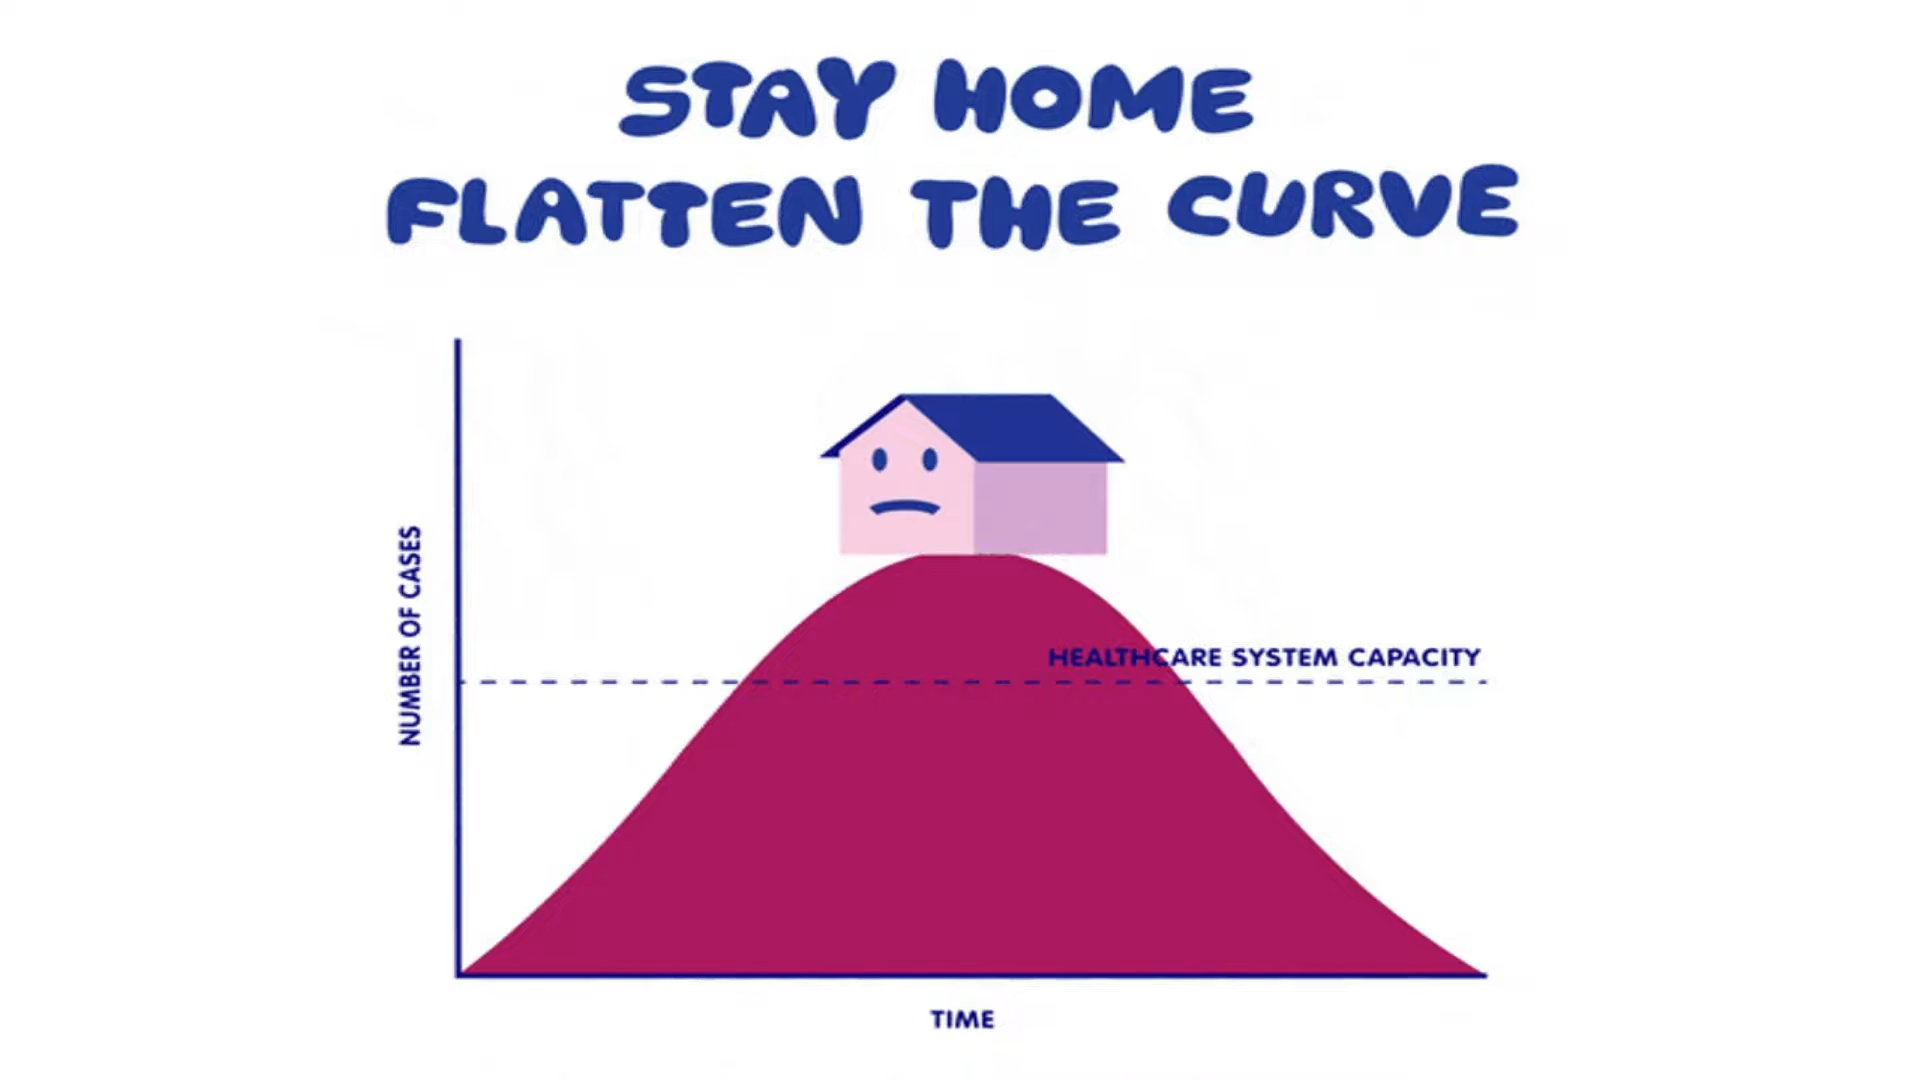 STAY HOME
FLATTEN THE CURVE
NUMBER OF CASES
HEALTHCARE SYSTEM CAPACITY
TIME